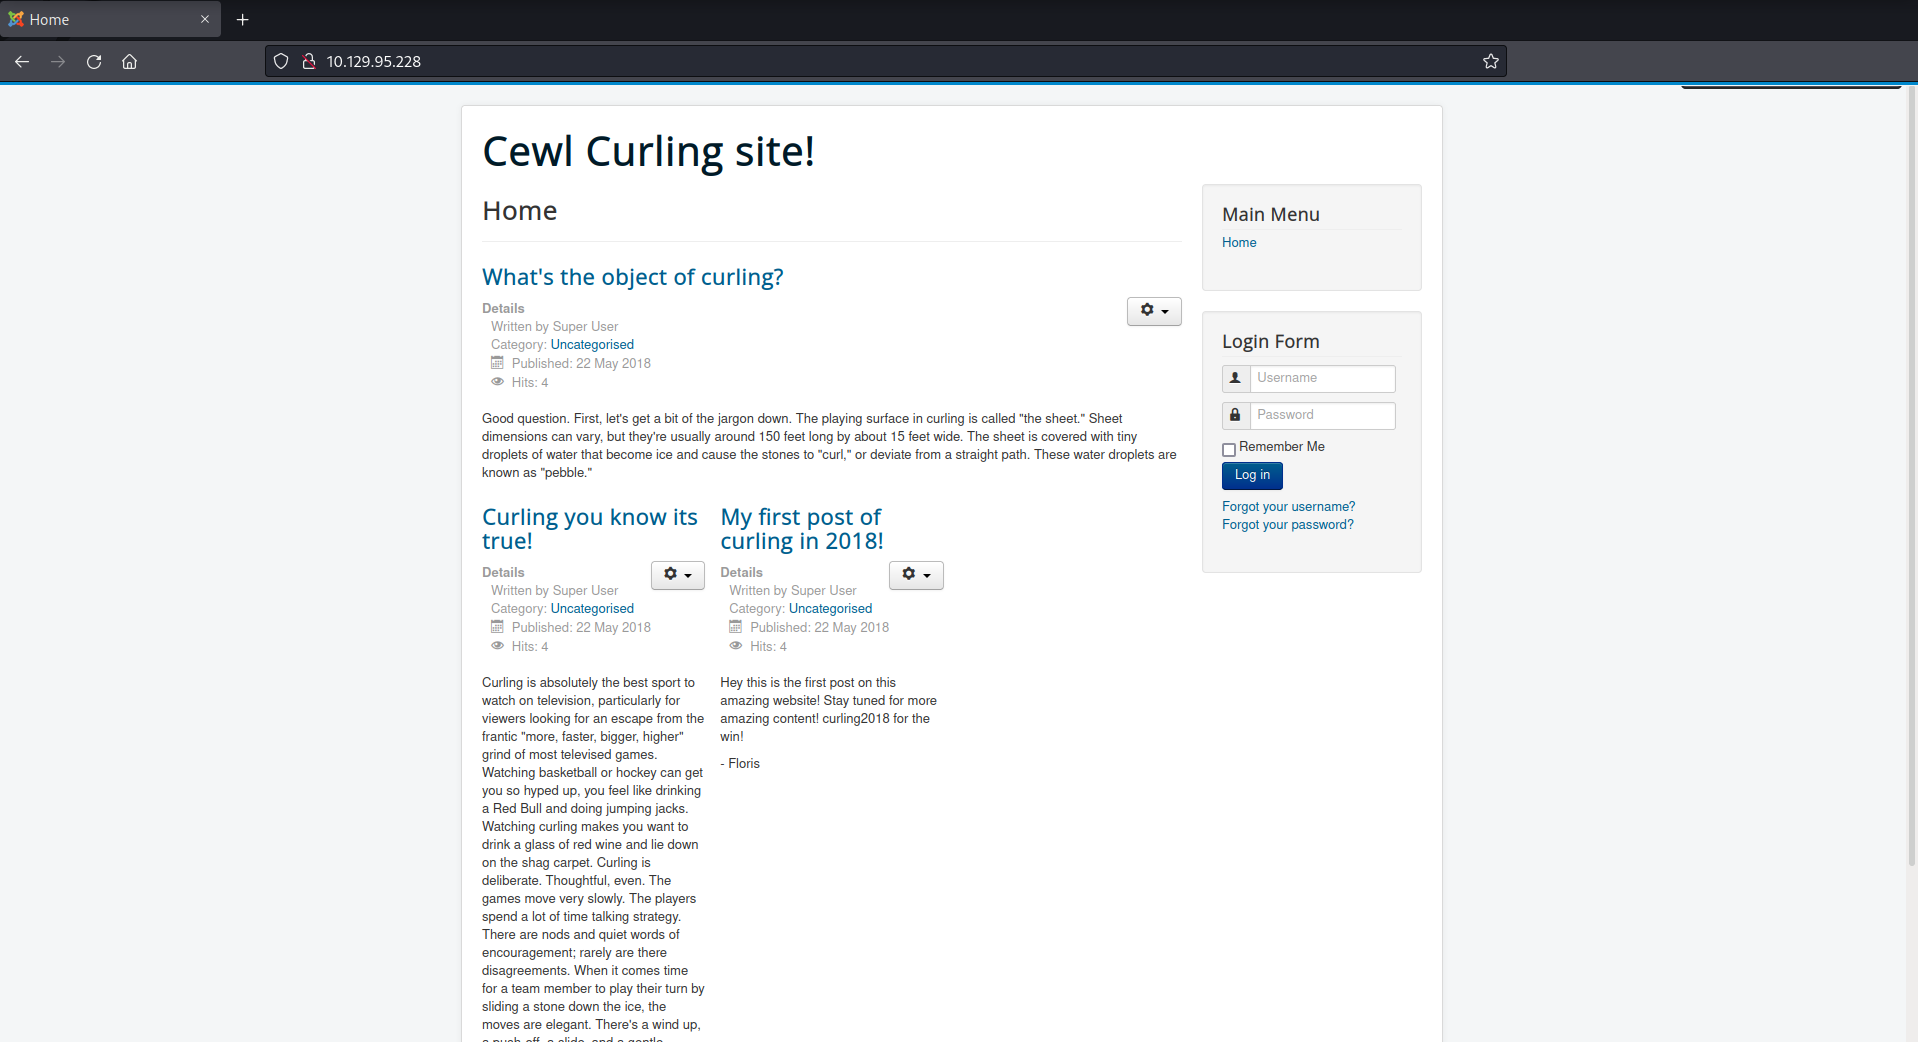 Home
10.129.95.228
Cewl Curling site!
Home
What's the object of curling?
Details
Written by Super User
Category: Uncategorised
Published: 22 May 2018
Hits: 4
Good question. First, let's get a bit of the jargon down. The playing surface in curling is called "the sheet." Sheet
dimensions can vary, but they're usually around 150 feet long by about 15 feet wide. The sheet is covered with tiny
droplets of water that become ice and cause the stones to "curl," or deviate from a straight path. These water droplets are
known as "pebble."
Curling you know its
true!
Details
Written by Super User
Category: Uncategorised
Published: 22 May 2018
Hits: 4
Curling is absolutely the best sport to
watch on television, particularly for
viewers looking for an escape from the
frantic "more, faster, bigger, higher"
grind of most televised games.
Watching basketball or hockey can get
you so hyped up, you feel like drinking
a Red Bull and doing jumping jacks.
Watching curling makes you want to
drink a glass of red wine and lie down
on the shag carpet. Curling is
deliberate. Thoughtful, even. The
games move very slowly. The players
spend a lot of time talking strategy.
There are nods and quiet words of
encouragement; rarely are there
disagreements. When it comes time
for a team member to play their turn by
sliding a stone down the ice, the
moves are elegant. There's a wind up,
My first post of
curling in 2018!
Details
Written by Super User
Category: Uncategorised
Published: 22 May 2018
Hits: 4
Hey this is the first post on this
amazing website! Stay tuned for more
amazing content! curling2018 for the
win!
- Floris
Main Menu
Home
Login Form
Username
Password
Remember Me
Log in
Forgot your username?
Forgot your password?